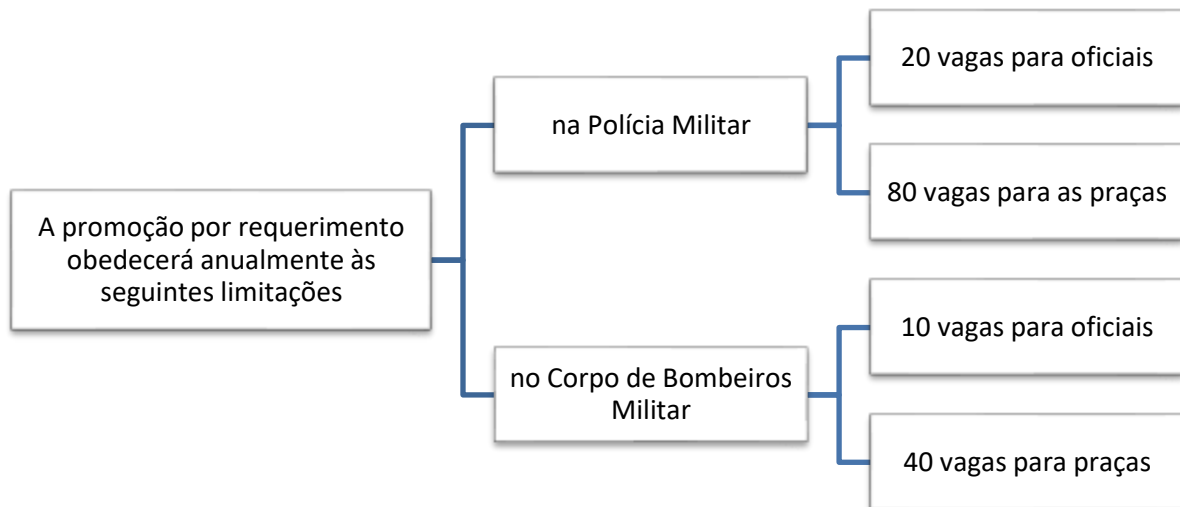 A promoção por requerimento
obedecerá anualmente às
seguintes limitações
na Polícia Militar
20 vagas para oficiais
80 vagas para as praças
no Corpo de Bombeiros
Militar
10 vagas para oficiais
40 vagas para praças